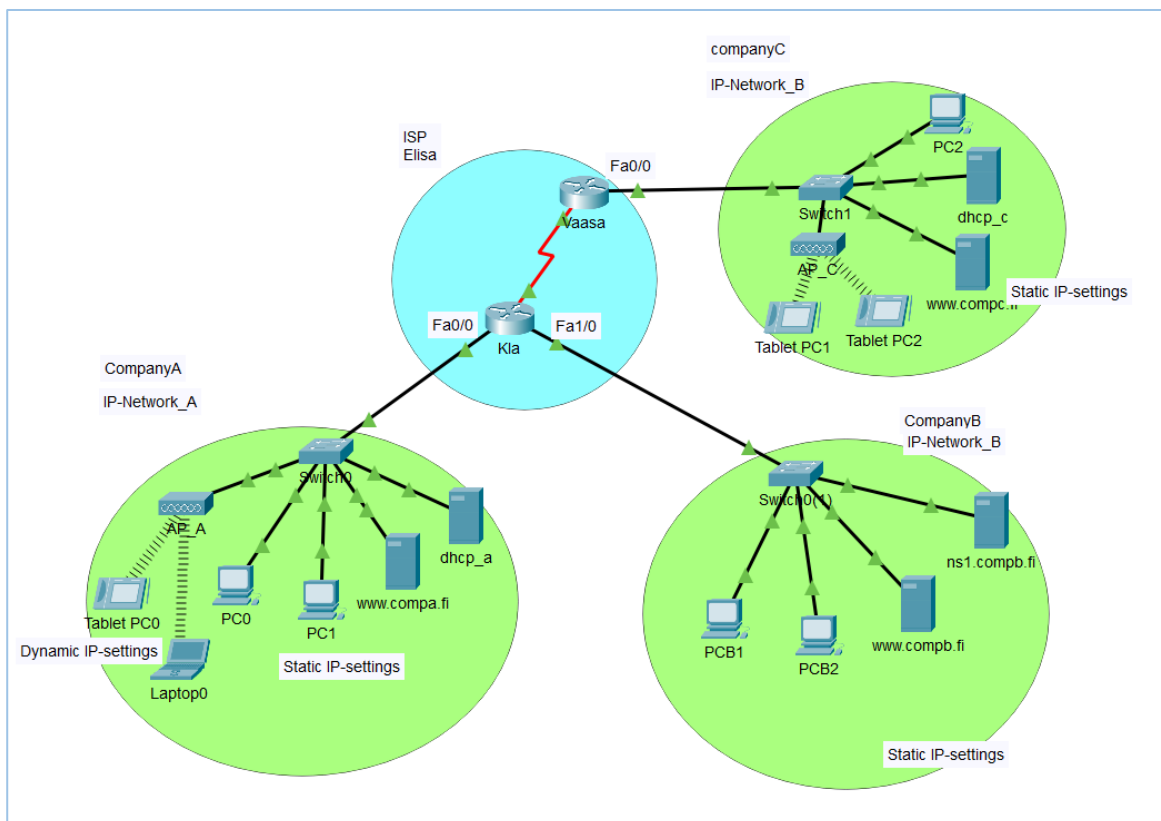 companyC
IP-Network_B
PC2
ISP
Elisa
Fa0/0
Vaasa
Switch1
dhcp_c
AP_C
www.compc.fi
Static IP-settings
Tablet PC1
Tablet PC2
Fa0/0
Fa1/0
Kla
CompanyA
IP-Network_A
CompanyB
IP-Network_B
Switch0
Switch0(1)
AP_A
dhcp_a
ns1.compb.fi
Tablet PC0
PC0
PC1
www.compa.fi
PCB1
PCB2
www.compb.fi
Dynamic IP-settings
Static IP-settings
Laptop0
Static IP-settings